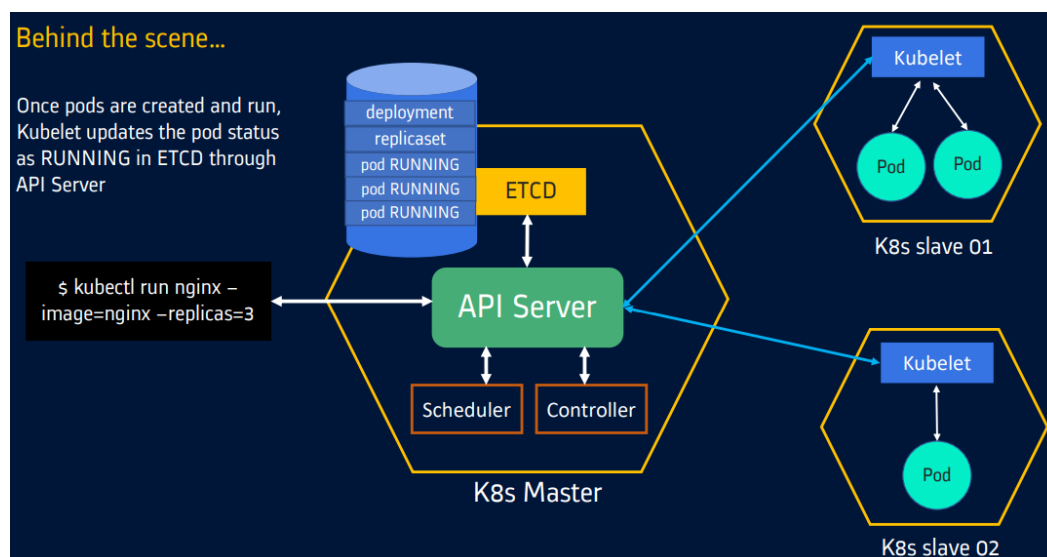 Behind the scene...
Once pods are created and run,
Kubelet updates the pod status
as RUNNING in ETCD through
API Server
deployment
replicaset
pod RUNNING
pod RUNNING
pod RUNNING
ETCD
$ kubectl run nginx –
image=nginx –replicas=3
API Server
Scheduler
Controller
K8s Master
Kubelet
Pod
Pod
K8s slave 01
Kubelet
Pod
K8s slave 02